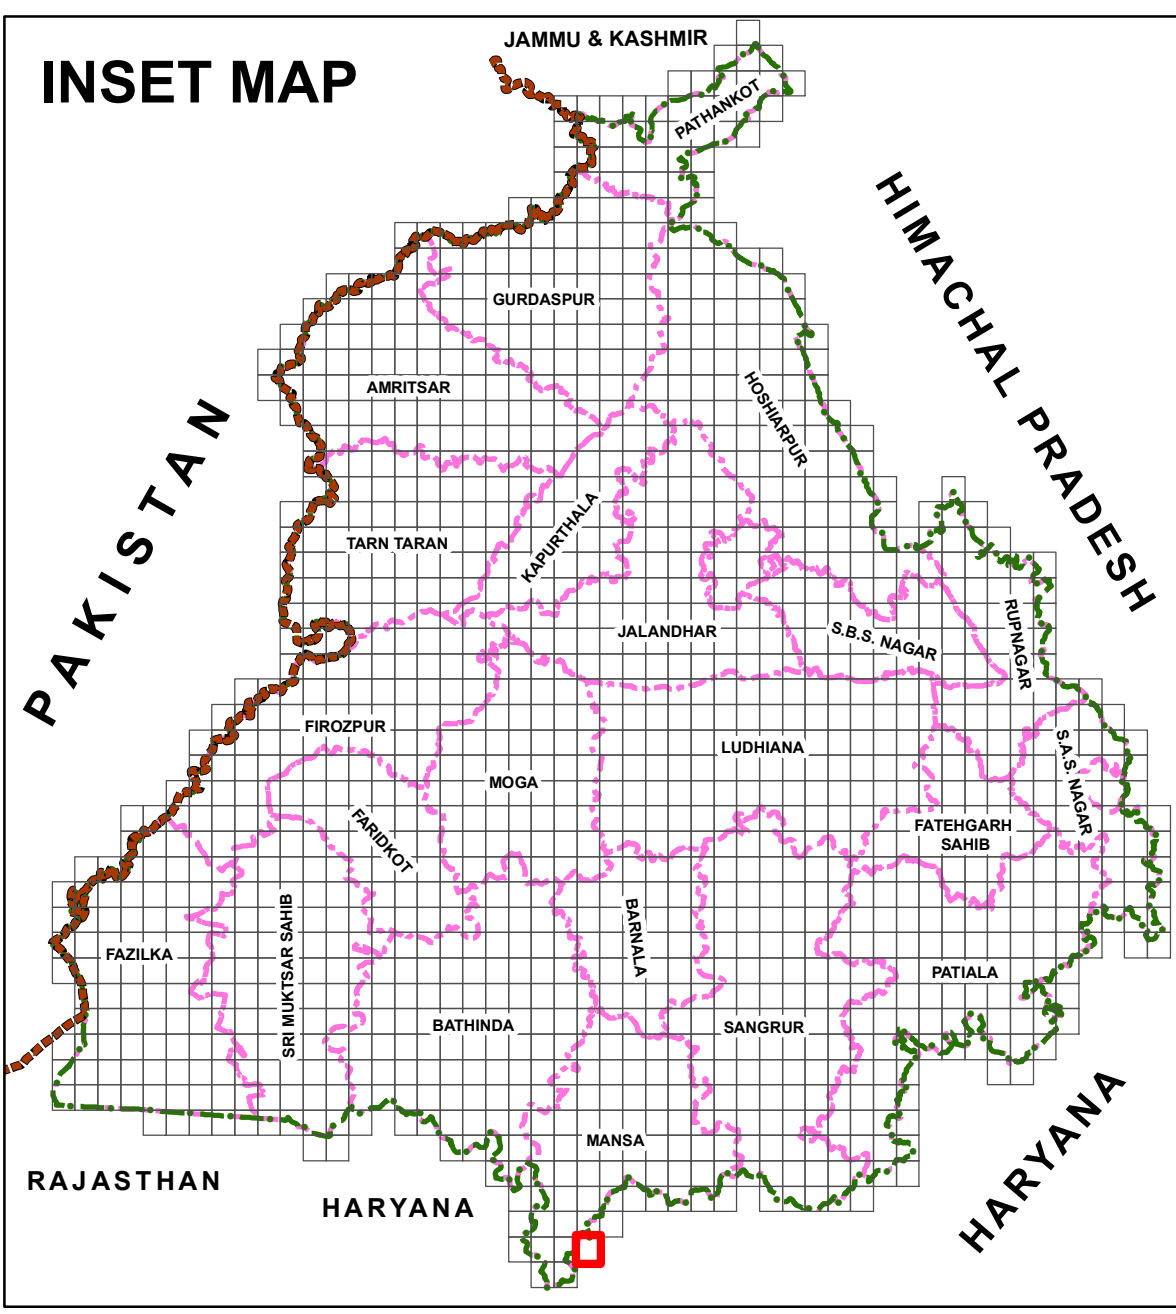 JAMMU & KASHMIR
INSET MAP
PATHANKOT
HIMACHAL PRADESH
GURDASPUR
AMRITSAR
HOSHIARPUR
PAKISTAN
KAPURTHALA
TARN TARAN
JALANDHAR
S.B.S. NAGAR
RUPNAGAR
FIROZPUR
LUDHIANA
S.A.S. NAGAR
MOGA
FARIDKOT
FATEHGARH
SAHIB
SRI MUKTSAR SAHIB
BARNALA
FAZILKA
PATIALA
BATHINDA
SANGRUR
MANSA
RAJASTHAN
HARYANA
HARYANA